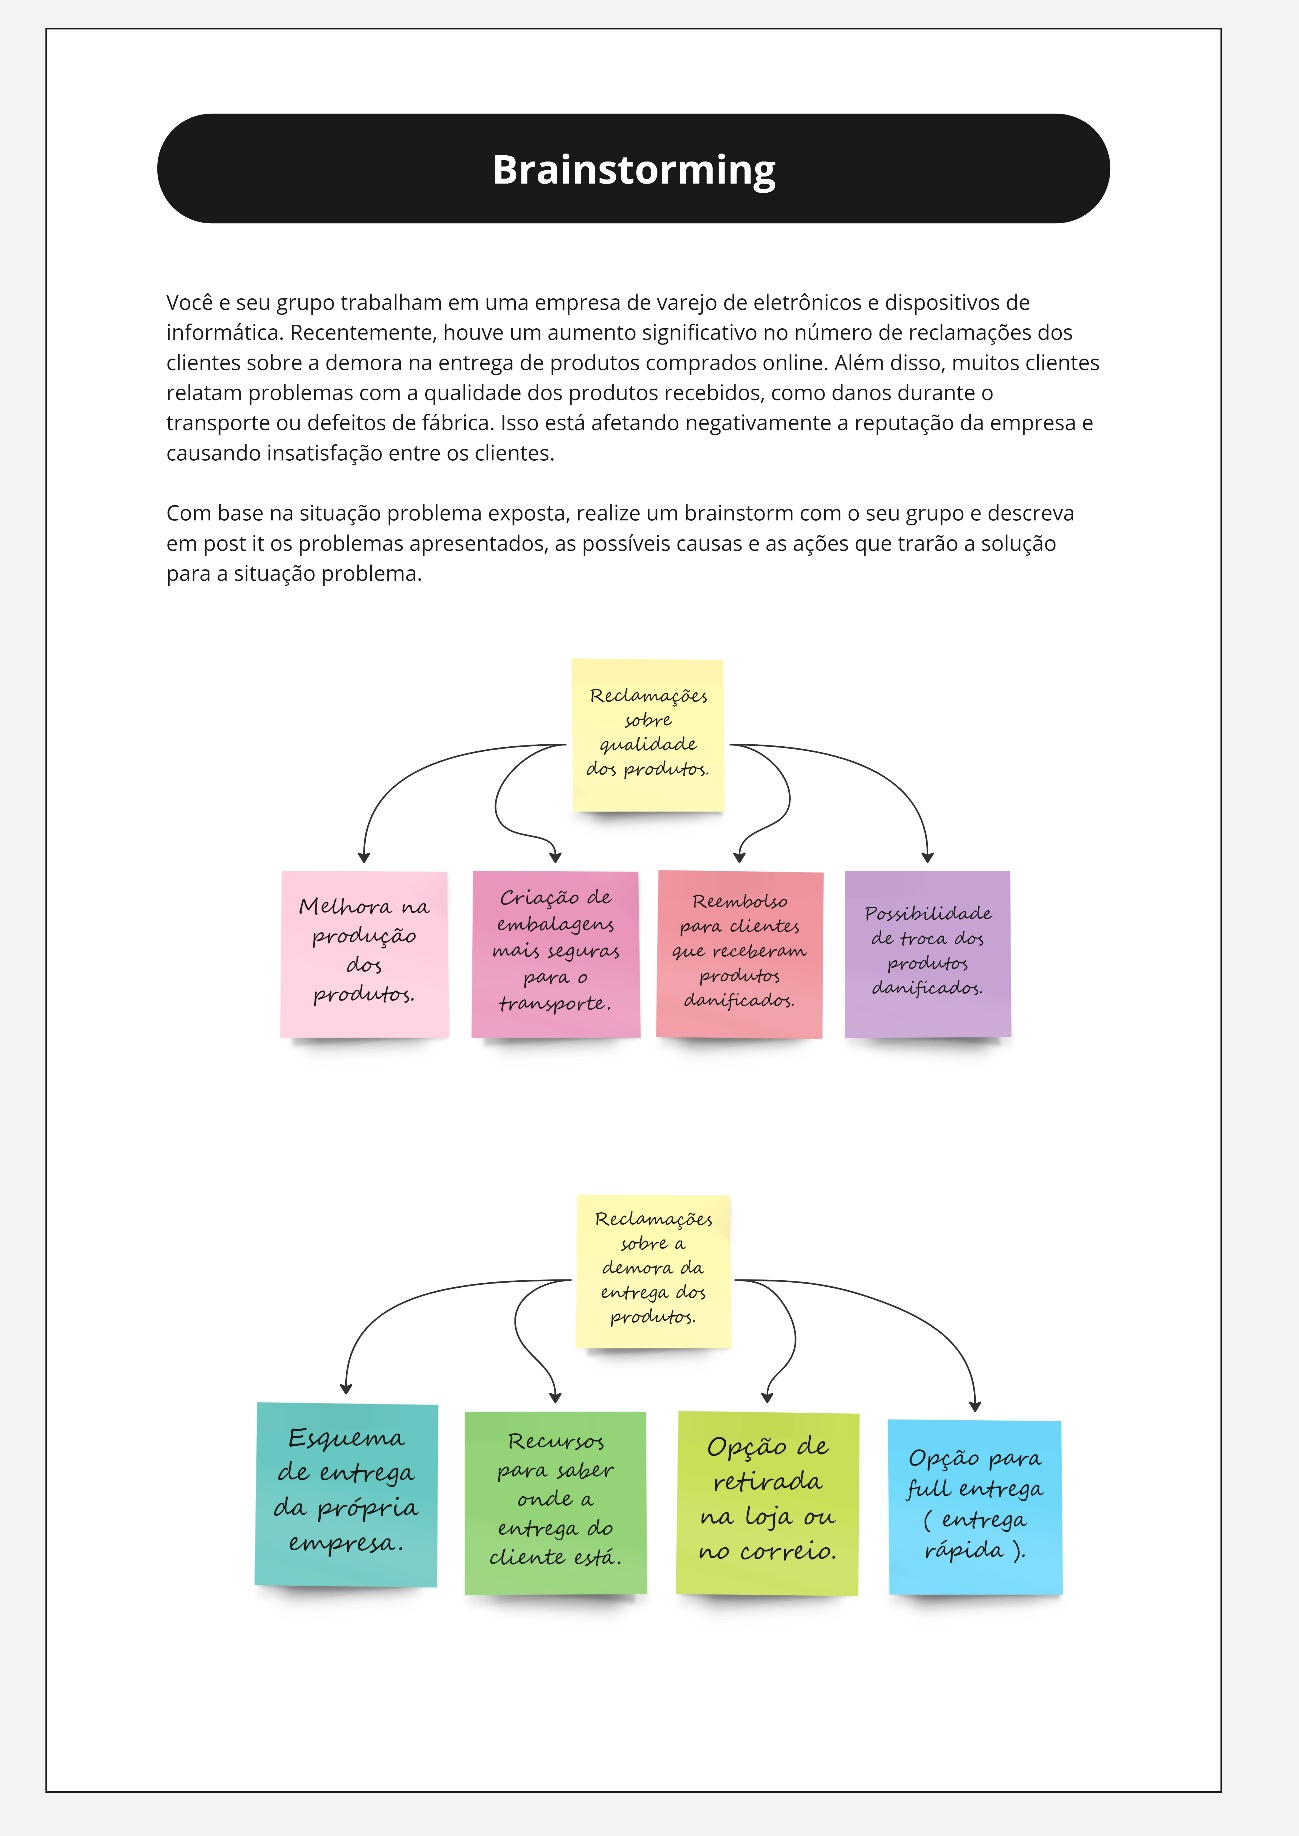 Brainstorming
Você e seu grupo trabalham em uma empresa de varejo de eletrônicos e dispositivos de
informática. Recentemente, houve um aumento significativo no número de reclamações dos
clientes sobre a demora na entrega de produtos comprados online. Além disso, muitos clientes
relatam problemas com a qualidade dos produtos recebidos, como danos durante o
transporte ou defeitos de fábrica. Isso está afetando negativamente a reputação da empresa e
causando insatisfação entre os clientes.
Com base na situação problema exposta, realize um brainstorm com o seu grupo e descreva
em post it os problemas apresentados, as possíveis causas e as ações que trarão a solução
para a situação problema.
Reclamações
sobre
qualidade
dos produtos.
Melhora na
produção
dos
produtos.
Criação de
embalagens
mais seguras
para o
transporte.
Reembolso
para clientes
que receberam
produtos
danificados.
Possibilidade
de troca dos
produtos
danificados.
Reclamações
sobre a
demora da
entrega dos
produtos.
Esquema
de entrega
da própria
empresa.
Recursos
para saber
onde a
entrega do
cliente está.
Opção de
retirada
na loja ou
no correio.
Opção para
full entrega
( entrega
rápida ).